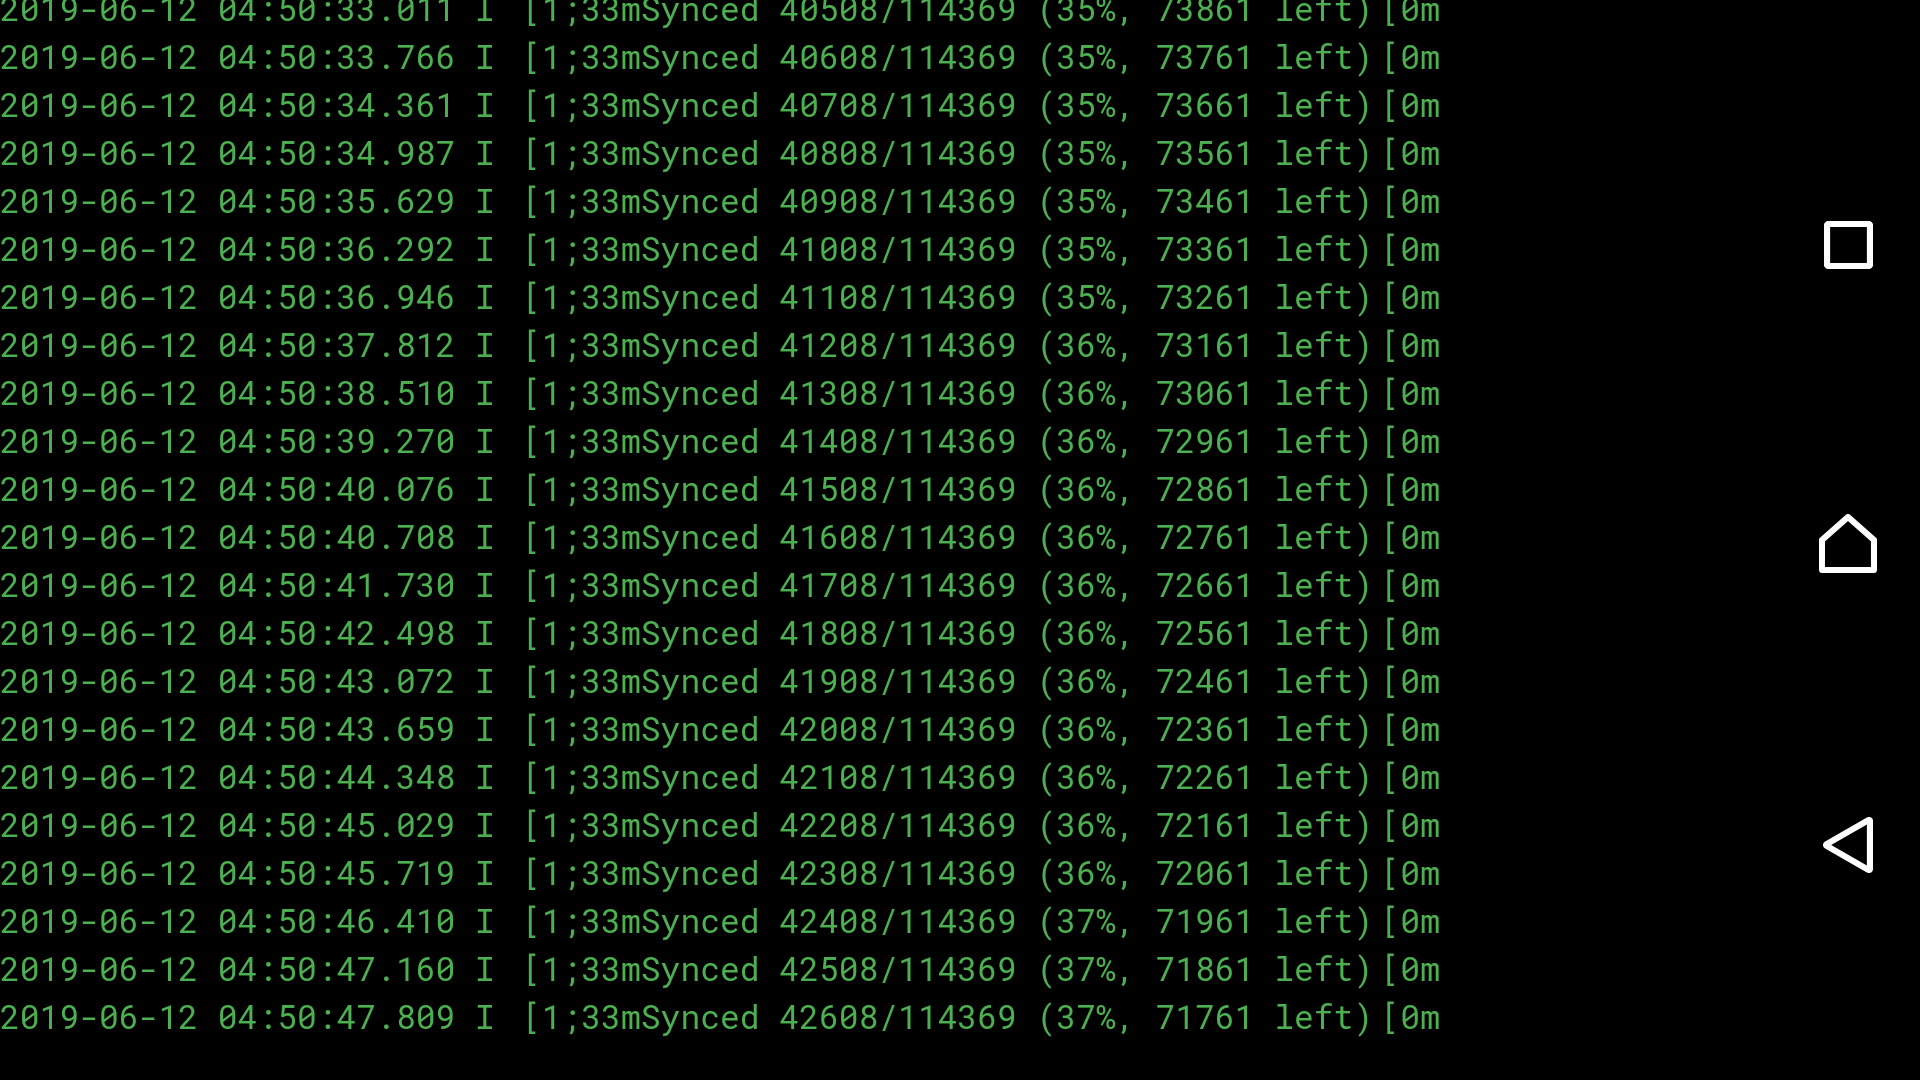 2019-06-12 04:50:33.011 I [1;33mSynced 40508/114369 (35%, 73861 left)[0m
2019-06-12 04:50:33.766 I [1;33mSynced 40608/114369 (35%, 73761 left)[0m
2019-06-12 04:50:34.361 I [1;33mSynced 40708/114369 (35%, 73661 left)[0m
2019-06-12 04:50:34.987 I [1;33mSynced 40808/114369 (35%, 73561 left)[0m
2019-06-12 04:50:35.629 I [1;33mSynced 40908/114369 (35%, 73461 left)[0m
2019-06-12 04:50:36.292 I [1;33mSynced 41008/114369 (35%, 73361 left)[0m
2019-06-12 04:50:36.946 I [1;33mSynced 41108/114369 (35%, 73261 left)[0m
2019-06-12 04:50:37.812 I [1;33mSynced 41208/114369 (36%, 73161 left)[0m
2019-06-12 04:50:38.510 I [1;33mSynced 41308/114369 (36%, 73061 left)[0m
2019-06-12 04:50:39.270 I [1;33mSynced 41408/114369 (36%, 72961 left)[0m
2019-06-12 04:50:40.076 I [1;33mSynced 41508/114369 (36%, 72861 left)[0m
2019-06-12 04:50:40.708 I [1;33mSynced 41608/114369 (36%, 72761 left)[0m
2019-06-12 04:50:41.730 I [1;33mSynced 41708/114369 (36%, 72661 left)[0m
2019-06-12 04:50:42.498 I [1;33mSynced 41808/114369 (36%, 72561 left)[0m
2019-06-12 04:50:43.072 I [1;33mSynced 41908/114369 (36%, 72461 left)[0m
2019-06-12 04:50:43.659 I [1;33mSynced 42008/114369 (36%, 72361 left)[0m
2019-06-12 04:50:44.348 I [1;33mSynced 42108/114369 (36%, 72261 left)[0m
2019-06-12 04:50:45.029 I [1;33mSynced 42208/114369 (36%, 72161 left)[0m
2019-06-12 04:50:45.719 I [1;33mSynced 42308/114369 (36%, 72061 left)[0m
2019-06-12 04:50:46.410 I [1;33mSynced 42408/114369 (37%, 71961 left)[0m
2019-06-12 04:50:47.160 I [1;33mSynced 42508/114369 (37%, 71861 left)[0m
2019-06-12 04:50:47.809 I [1;33mSynced 42608/114369 (37%, 71761 left)[0m